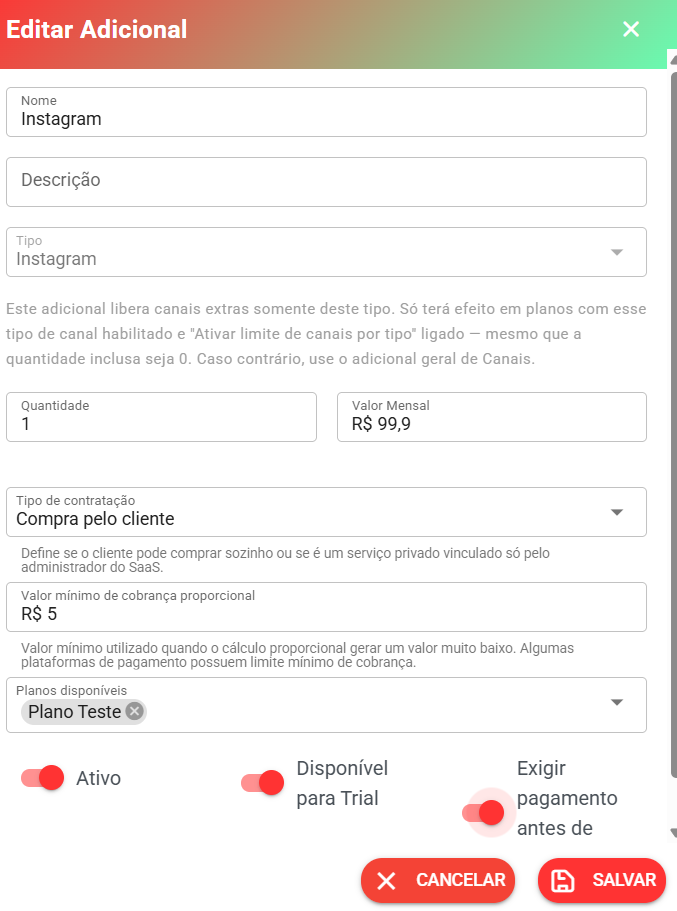 Editar Adicional
Nome
Instagram
Descrição
Tipo
Instagram
Este adicional libera canais extras somente deste tipo. Só terá efeito em planos com esse
tipo de canal habilitado e "Ativar limite de canais por tipo" ligado — mesmo que a
quantidade inclusa seja 0. Caso contrário, use o adicional geral de Canais.
Quantidade
1
Valor Mensal
R$ 99,9
Tipo de contratação
Compra pelo cliente
Define se o cliente pode comprar sozinho ou se é um serviço privado vinculado só pelo
administrador do SaaS.
Valor mínimo de cobrança proporcional
R$ 5
Valor mínimo utilizado quando o cálculo proporcional gerar um valor muito baixo. Algumas
plataformas de pagamento possuem limite mínimo de cobrança.
Planos disponíveis
Plano Teste
Ativo
Disponível
para Trial
Exigir
pagamento
antes de
CANCELAR
SALVAR